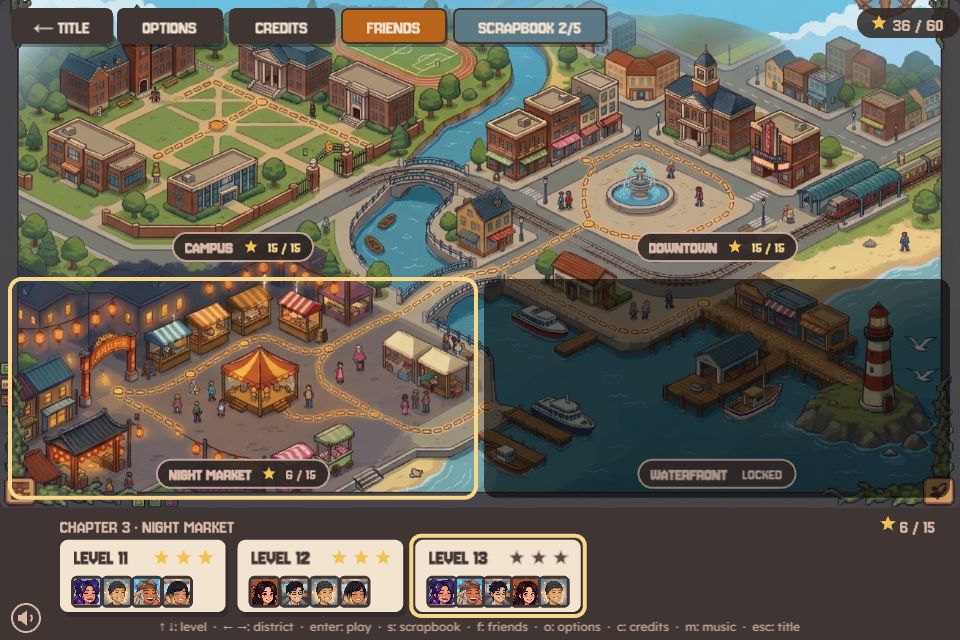 ← TITLE
OPTIONS
CREDITS
FRIENDS
SCRAPBOOK 2/5
36 / 60
CAMPUS 15 / 15
DOWNTOWN 15 / 15
NIGHT MARKET 6 / 15
WATERFRONT LOCKED
CHAPTER 3 · NIGHT MARKET
6 / 15
LEVEL 11
LEVEL 12
LEVEL 13
↑ ↓: level · ← →: district · enter: play · s: scrapbook · f: friends · o: options · c: credits · m: music · esc: title